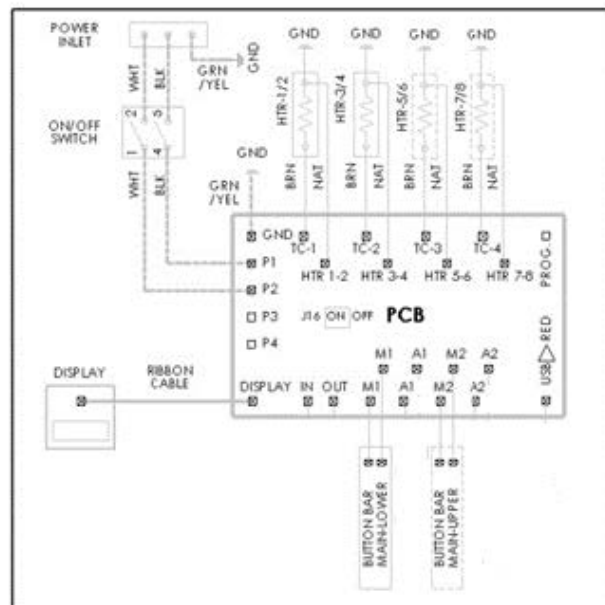 POWER
INLET
GND
GND
GND
GND
GRN
/YEL
GND
WHT
BLK
HTR-1/2
HTR-3/4
HTR-5/6
HTR-7/8
2
5
ON/OFF
SWITCH
1
4
GND
WHT
BLK
GRN
/YEL
BRN
NAT
BRN
NAT
BRN
NAT
BRN
NAT
GND
TC-1
TC-2
TC-3
TC-4
PROG.
P1
HTR 1-2
HTR 3-4
HTR 5-6
HTR 7-8
P2
P3
J16 ON OFF
PCB
P4
USB RED
M1
A1
M2
A2
DISPLAY
RIBBON
CABLE
DISPLAY
IN
OUT
M1
A1
M2
A2
BUTTON BAR
MAIN-LOWER
BUTTON BAR
MAIN-UPPER